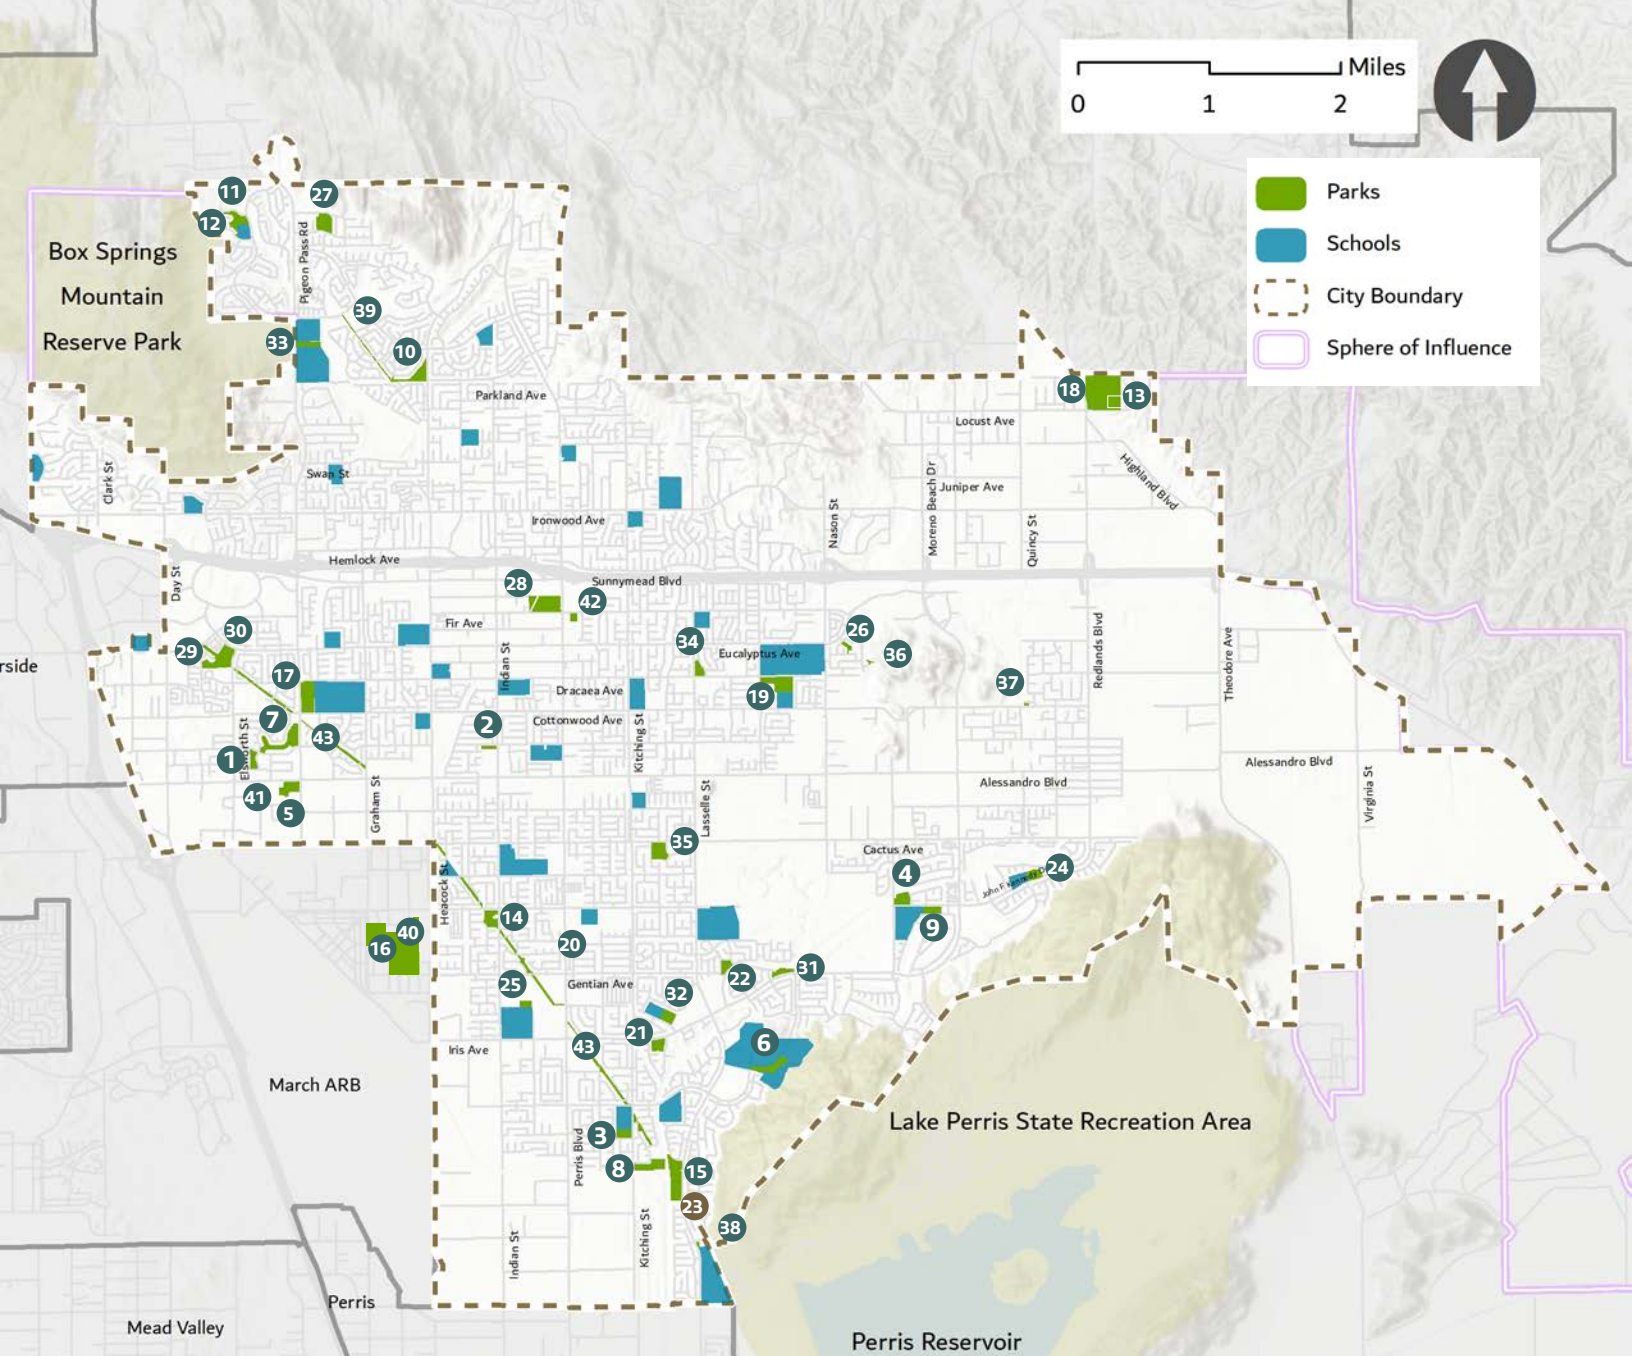 Miles
0 1 2
Parks
Schools
City Boundary
Sphere of Influence
11
27
12
Box Springs
Mountain
Reserve Park
Pigeon Pass Rd
39
33
10
Parkland Ave
18
13
Locust Ave
Clark St
Swan St
Highland Blvd
Moreno Beach Dr
Juniper Ave
Nason St
Ironwood Ave
Quincy St
Hemlock Ave
Day St
28
Sunnymead Blvd
42
Fir Ave
30
29
34
26
Eucalyptus Ave
36
Redlands Blvd
Theodore Ave
rside
Indian St
17
Dracaea Ave
19
37
7
43
2
Cottonwood Ave
Elsworth St
1
Kitching St
Alessandro Blvd
Alessandro Blvd
41
5
Graham St
Lasselle St
Virginia St
35
Cactus Ave
4
24
John F Kennedy D
Heacock St
14
9
40
16
20
22
31
25
Gentian Ave
32
21
43
6
Iris Ave
March ARB
Lake Perris State Recreation Area
3
Perris Blvd
8
15
23
38
Kitching St
Indian St
Perris
Mead Valley
Perris Reservoir